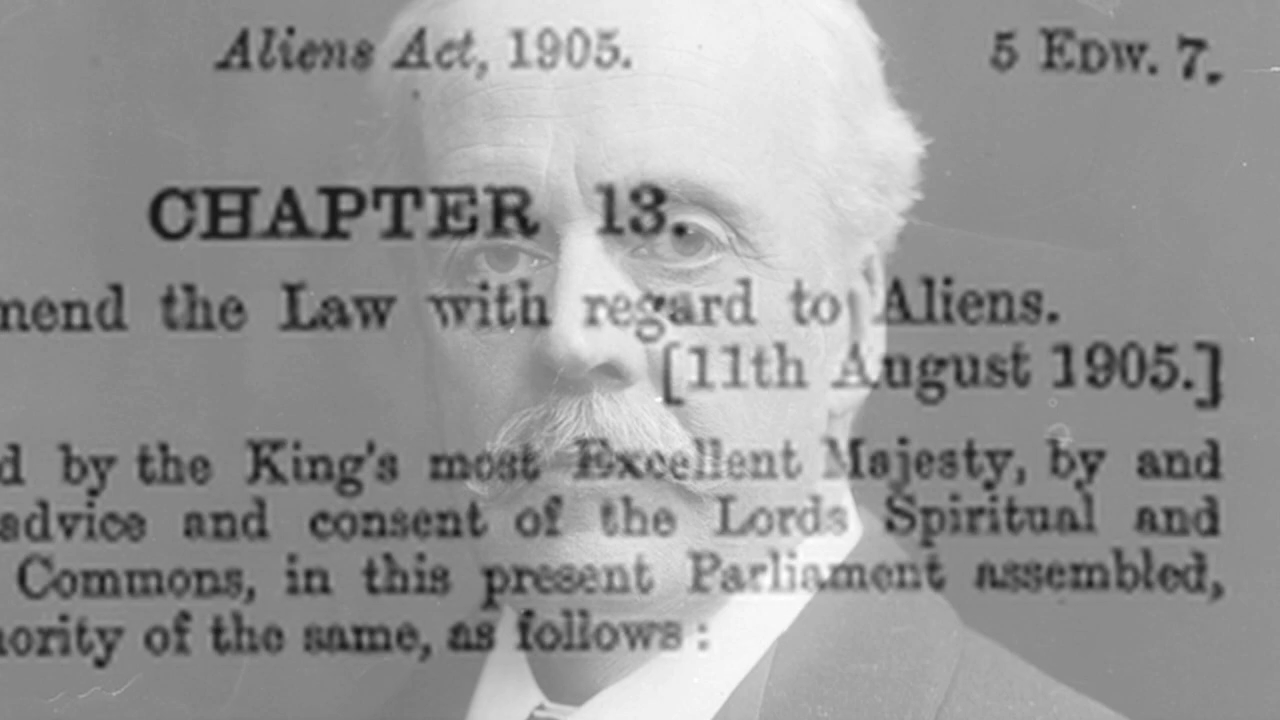 Aliens Act, 1905. 5 EDW. 7.
CHAPTER 13.
mend the Law with regard to Aliens.
[11th August 1905.]
d by the King's most Excellent Majesty, by and
advice and consent of the Lords Spiritual and
Commons, in this present Parliament assembled,
hority of the same, as follows: